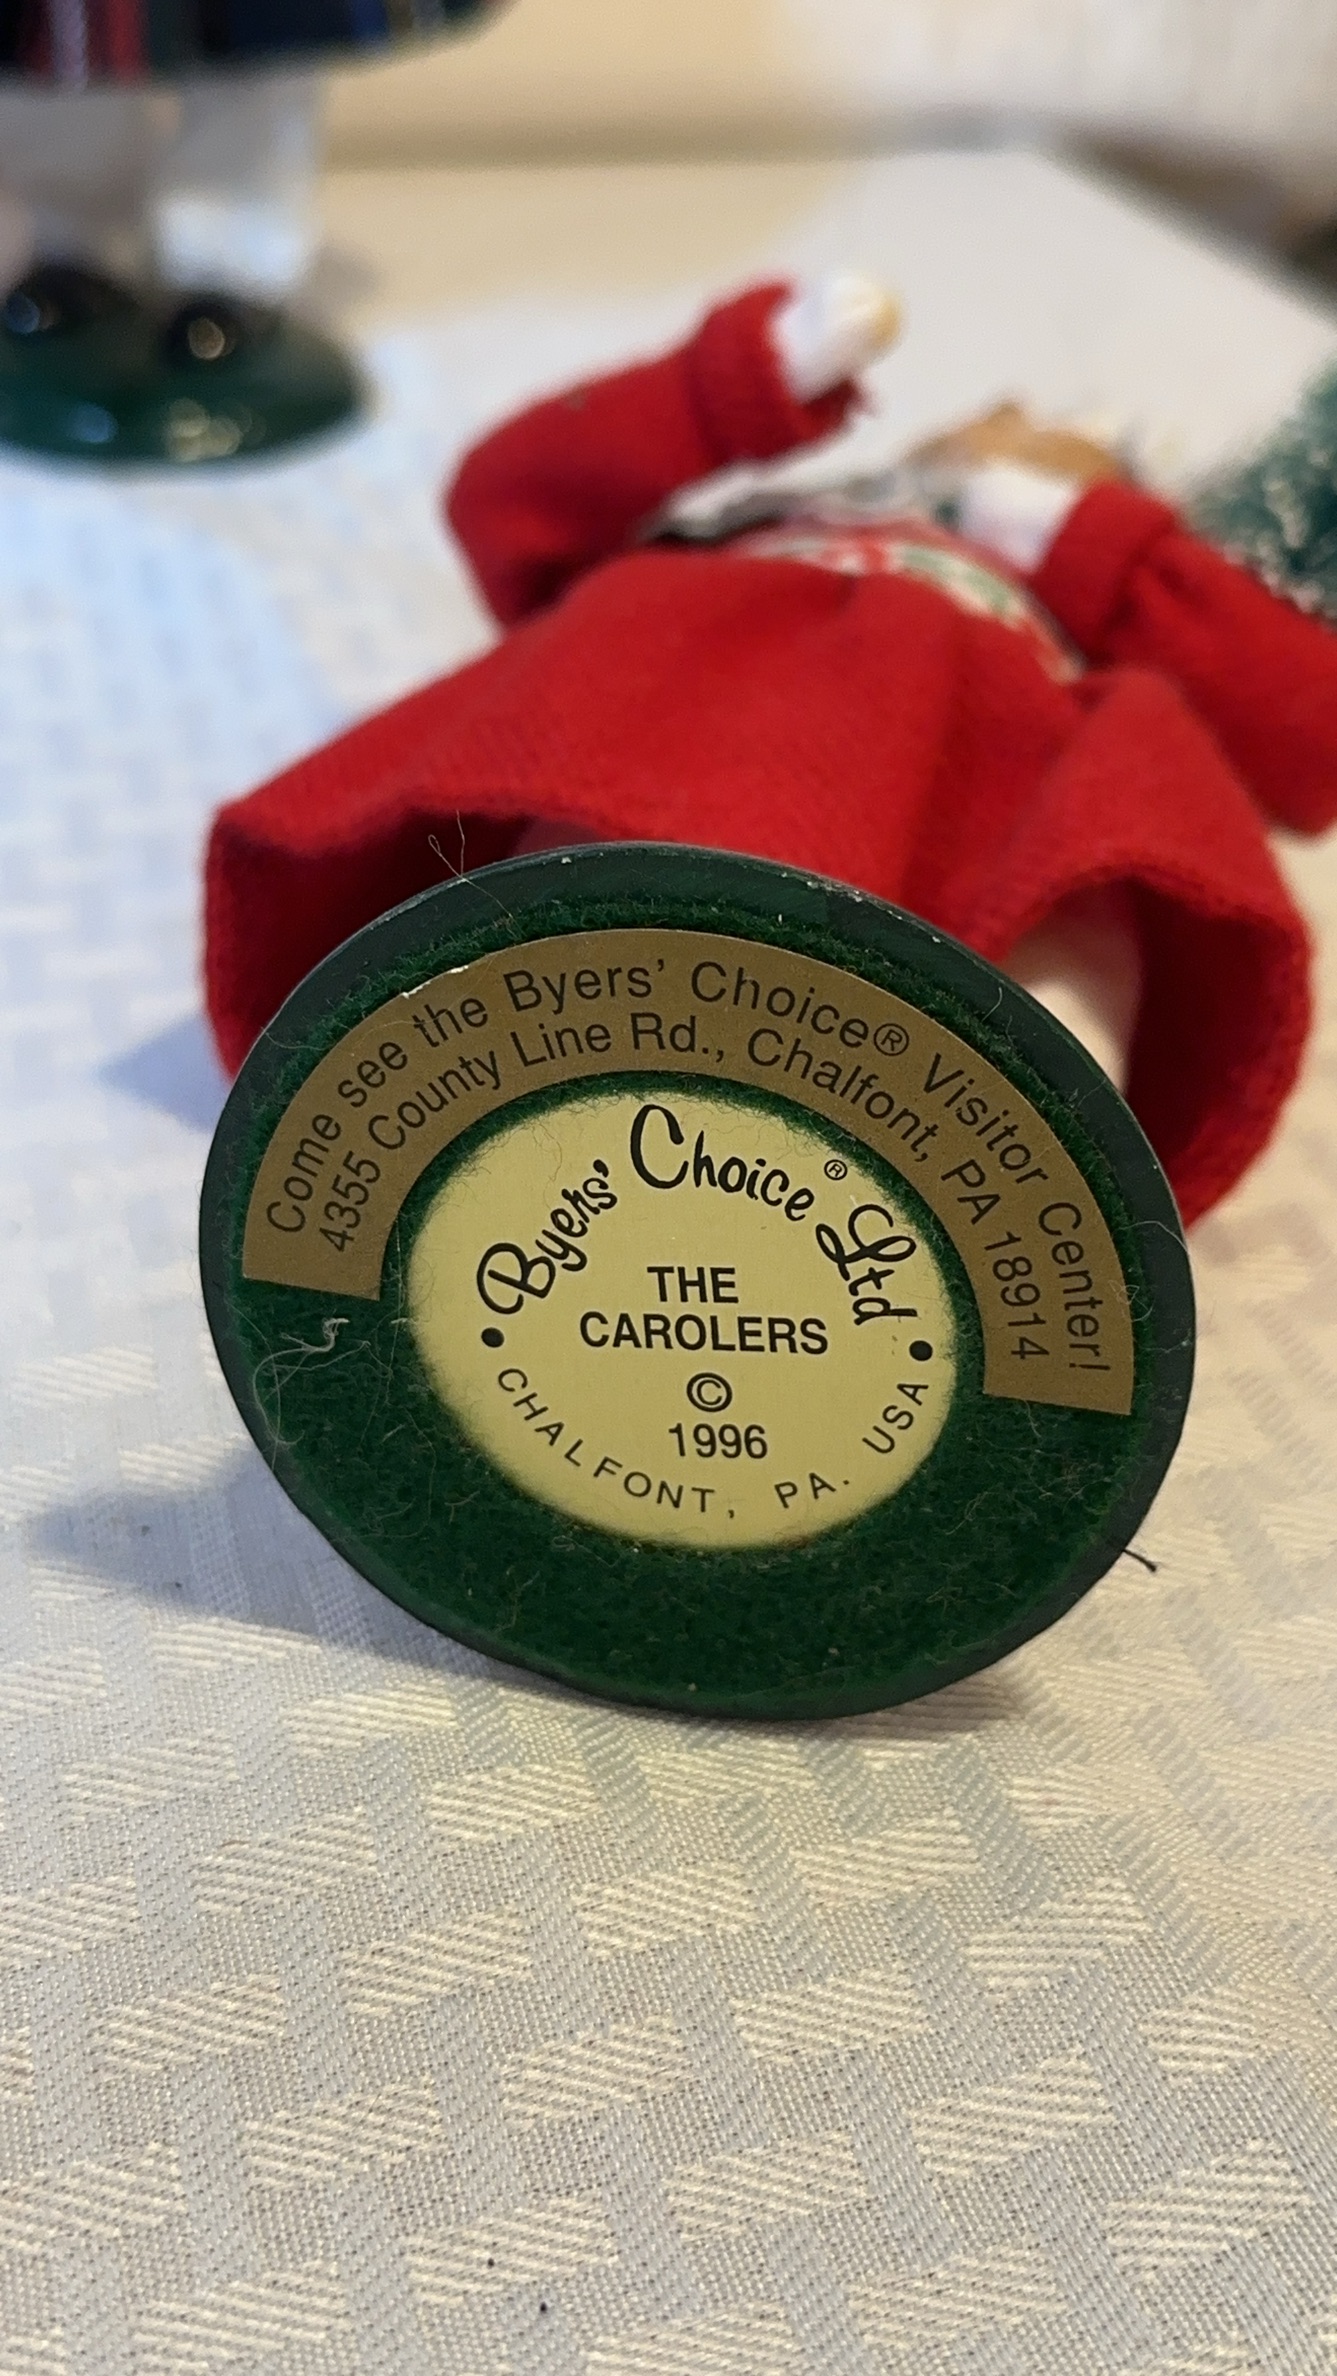 Come see the Byers' Choice® Visitor Center!
4355 County Line Rd., Chalfont, PA 18914
Byers' Choice® Ltd
THE
CAROLERS
©
1996
• CHALFONT, PA. USA •